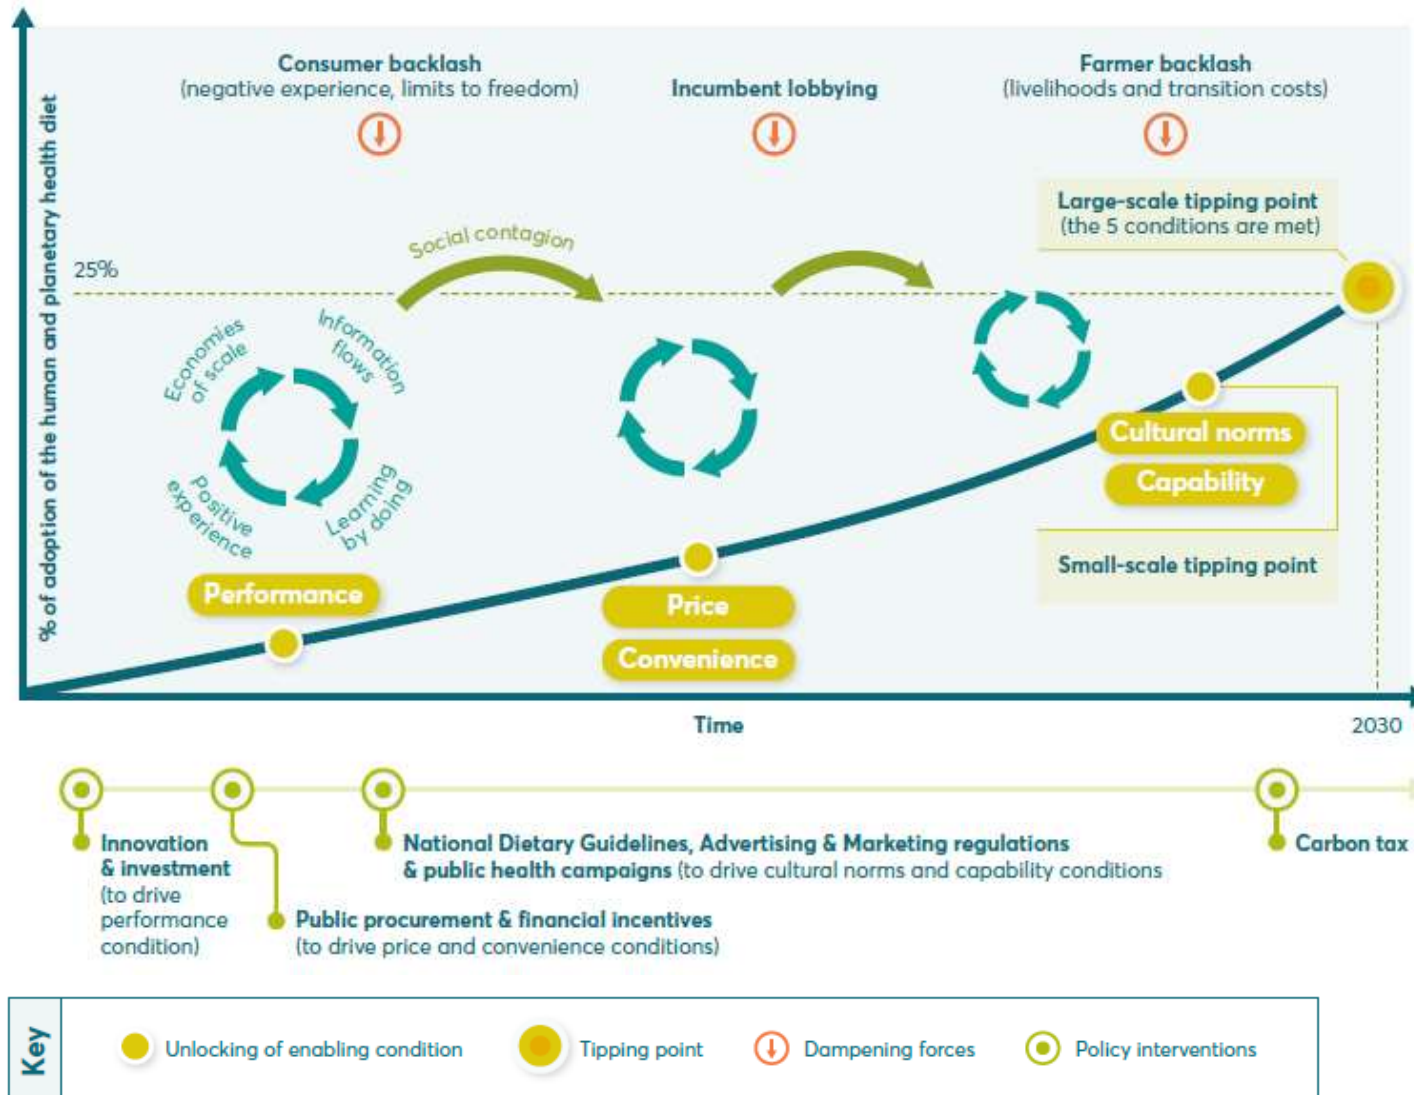 % of adoption of the human and planetary health diet
Consumer backlash
(negative experience, limits to freedom)
Incumbent lobbying
Farmer backlash
(livelihoods and transition costs)
Large-scale tipping point
(the 5 conditions are met)
25%
Social contagion
Economies
of scale
Information
flows
Positive
experience
Learning
by doing
Performance
Price
Convenience
Cultural norms
Capability
Small-scale tipping point
Time
2030
Innovation
& investment
(to drive
performance
condition)
Public procurement & financial incentives
(to drive price and convenience conditions)
National Dietary Guidelines, Advertising & Marketing regulations
& public health campaigns (to drive cultural norms and capability conditions
Carbon tax
Key
Unlocking of enabling condition
Tipping point
Dampening forces
Policy interventions